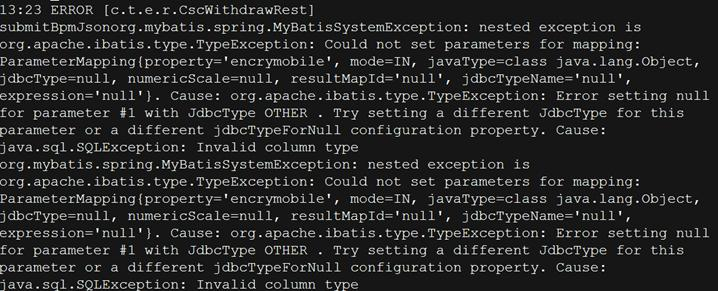 13:23 ERROR [c.t.e.r.CscWithdrawRest]
submitBpmJsonorg.mybatis.spring.MyBatisSystemException: nested exception is
org.apache.ibatis.type.TypeException: Could not set parameters for mapping:
ParameterMapping{property='encrymobile', mode=IN, javaType=class java.lang.Object,
jdbcType=null, numericScale=null, resultMapId='null', jdbcTypeName='null',
expression='null'}. Cause: org.apache.ibatis.type.TypeException: Error setting null
for parameter #1 with JdbcType OTHER . Try setting a different JdbcType for this
parameter or a different jdbcTypeForNull configuration property. Cause:
java.sql.SQLException: Invalid column type
org.mybatis.spring.MyBatisSystemException: nested exception is
org.apache.ibatis.type.TypeException: Could not set parameters for mapping:
ParameterMapping{property='encrymobile', mode=IN, javaType=class java.lang.Object,
jdbcType=null, numericScale=null, resultMapId='null', jdbcTypeName='null',
expression='null'}. Cause: org.apache.ibatis.type.TypeException: Error setting null
for parameter #1 with JdbcType OTHER . Try setting a different JdbcType for this
parameter or a different jdbcTypeForNull configuration property. Cause:
java.sql.SQLException: Invalid column type